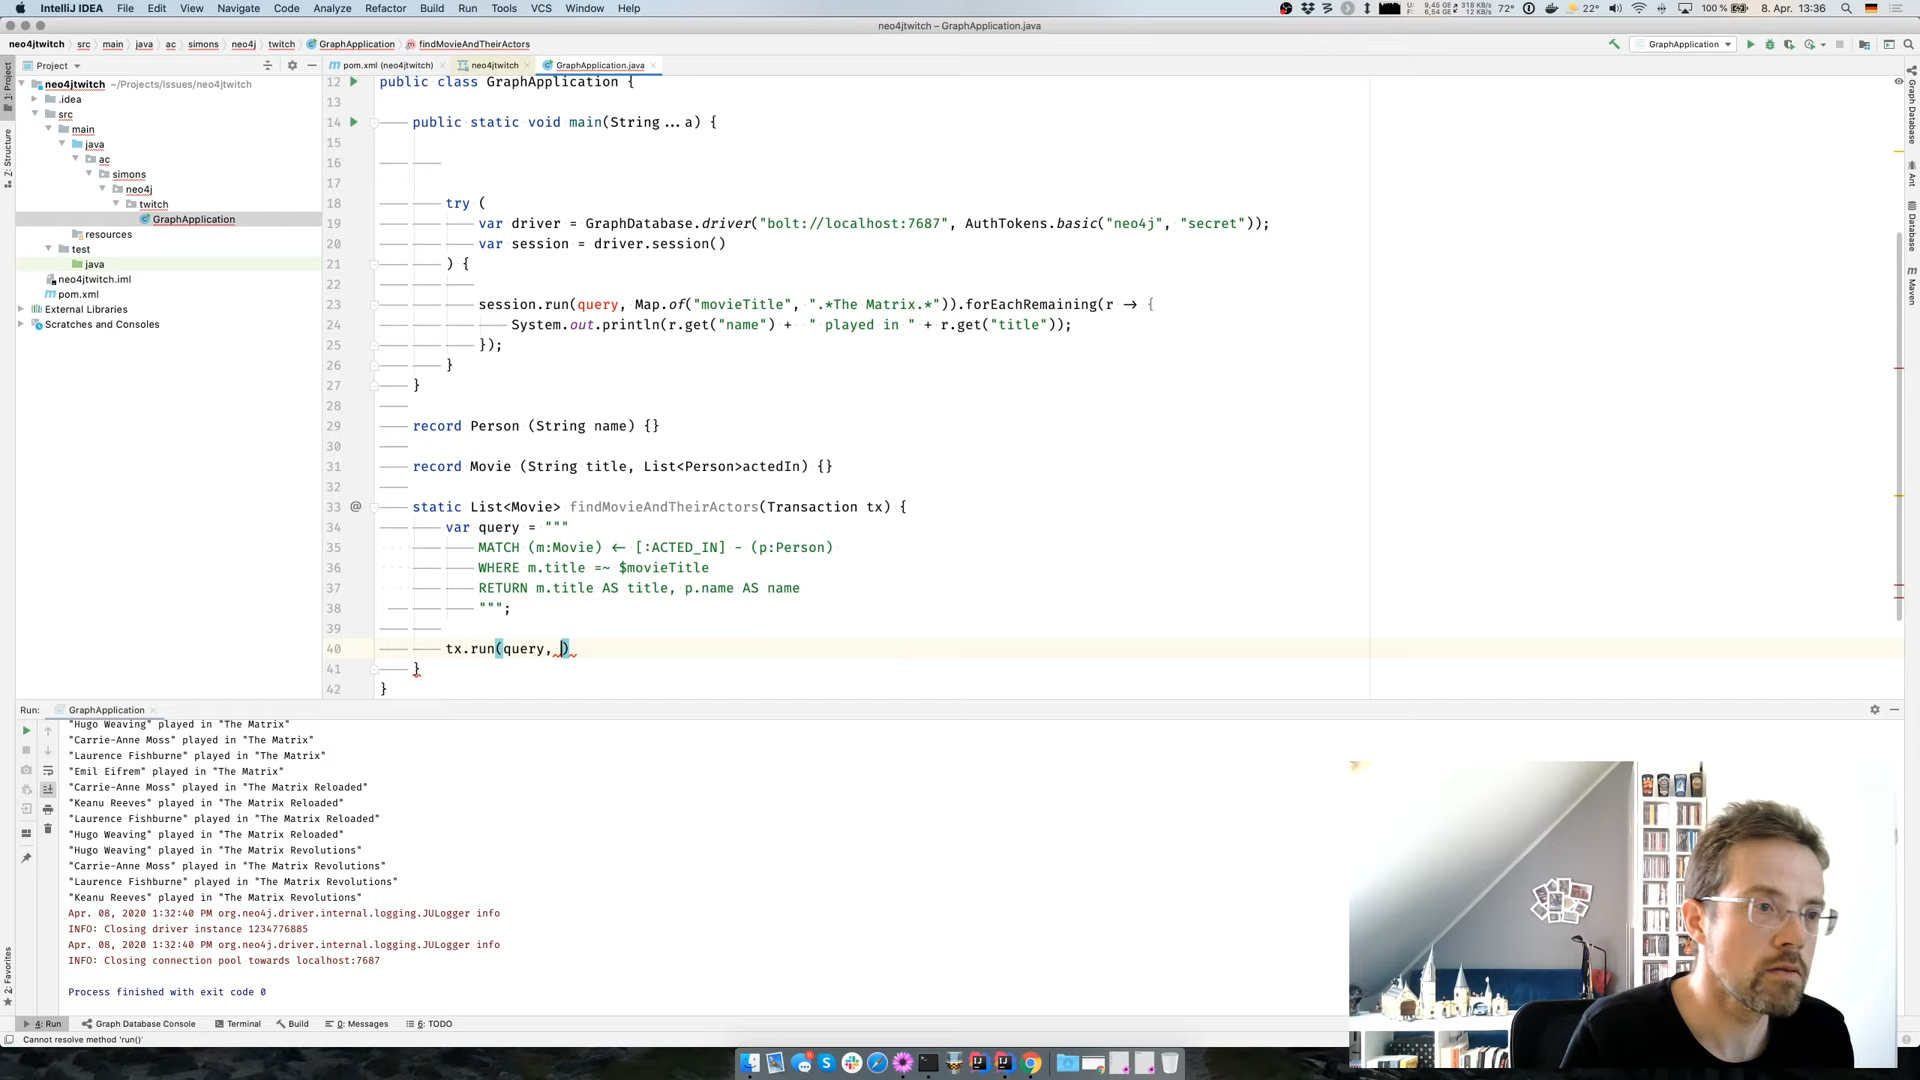 IntelliJ IDEA File Edit View Navigate Code Analyze Refactor Build Run Tools VCS Window Help
72° 22° 100 % 8. Apr. 13:36
neo4jtwitch – GraphApplication.java
neo4jtwitch src main java ac simons neo4j twitch GraphApplication findMovieAndTheirActors
GraphApplication
Project
pom.xml (neo4jtwitch) neo4jtwitch GraphApplication.java
neo4jtwitch ~/Projects/Issues/neo4jtwitch
.idea
src
main
java
ac
simons
neo4j
twitch
GraphApplication
resources
test
java
neo4jtwitch.iml
pom.xml
External Libraries
Scratches and Consoles
1: Project
Z: Structure
2: Favorites
Graph Database
Ant
Database
Maven
12 public class GraphApplication {
13
14 public static void main(String...a) {
15
16
17
18 try (
19 var driver = GraphDatabase.driver("bolt://localhost:7687", AuthTokens.basic("neo4j", "secret"));
20 var session = driver.session()
21 ) {
22
23 session.run(query, Map.of("movieTitle", ".*The Matrix.*")).forEachRemaining(r -> {
24 System.out.println(r.get("name") + " played in " + r.get("title"));
25 });
26 }
27 }
28
29 record Person (String name) {}
30
31 record Movie (String title, List<Person>actedIn) {}
32
33 @ static List<Movie> findMovieAndTheirActors(Transaction tx) {
34 var query = """
35 MATCH (m:Movie) <- [:ACTED_IN] - (p:Person)
36 WHERE m.title =~ $movieTitle
37 RETURN m.title AS title, p.name AS name
38 """;
39
40 tx.run(query, )
41 }
42 }
Run: GraphApplication
"Hugo Weaving" played in "The Matrix"
"Carrie-Anne Moss" played in "The Matrix"
"Laurence Fishburne" played in "The Matrix"
"Emil Eifrem" played in "The Matrix"
"Carrie-Anne Moss" played in "The Matrix Reloaded"
"Keanu Reeves" played in "The Matrix Reloaded"
"Laurence Fishburne" played in "The Matrix Reloaded"
"Hugo Weaving" played in "The Matrix Reloaded"
"Hugo Weaving" played in "The Matrix Revolutions"
"Carrie-Anne Moss" played in "The Matrix Revolutions"
"Laurence Fishburne" played in "The Matrix Revolutions"
"Keanu Reeves" played in "The Matrix Revolutions"
Apr. 08, 2020 1:32:40 PM org.neo4j.driver.internal.logging.JULogger info
INFO: Closing driver instance 1234776885
Apr. 08, 2020 1:32:40 PM org.neo4j.driver.internal.logging.JULogger info
INFO: Closing connection pool towards localhost:7687
Process finished with exit code 0
4: Run Graph Database Console Terminal Build 0: Messages 6: TODO
Cannot resolve method 'run()'